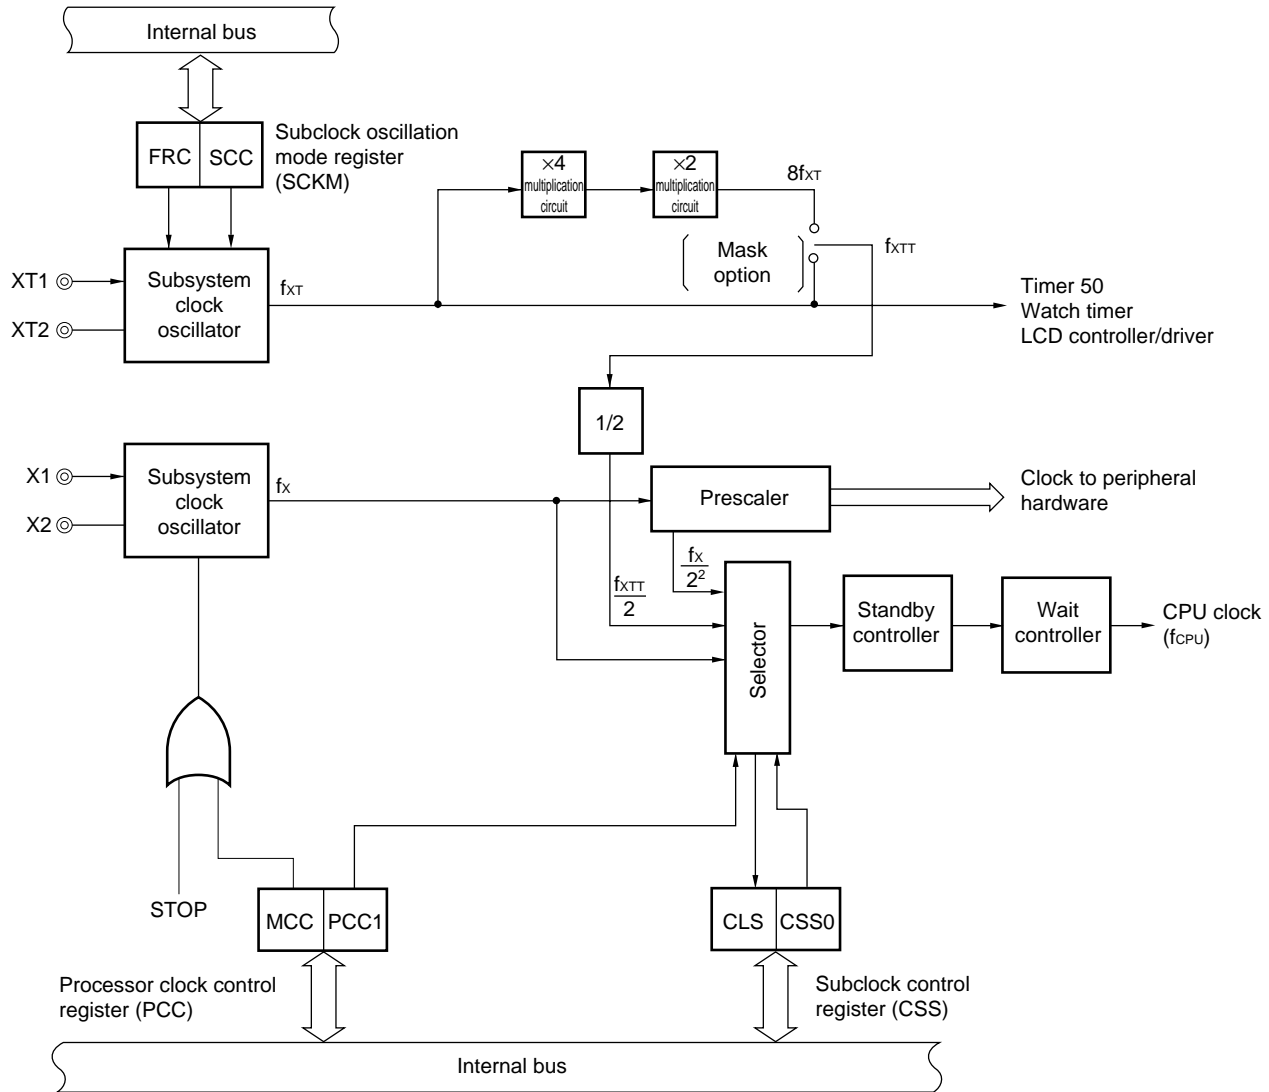 Internal bus
FRC
SCC
Subclock oscillation
mode register
(SCKM)
×4
multiplication
circuit
×2
multiplication
circuit
8fXT
Mask
option
fXTT
XT1
XT2
Subsystem
clock
oscillator
fXT
Timer 50
Watch timer
LCD controller/driver
1/2
X1
X2
Subsystem
clock
oscillator
fX
Prescaler
Clock to peripheral
hardware
fX
2²
fXTT
2
Selector
Standby
controller
Wait
controller
CPU clock
(fCPU)
STOP
MCC
PCC1
CLS
CSS0
Processor clock control
register (PCC)
Subclock control
register (CSS)
Internal bus